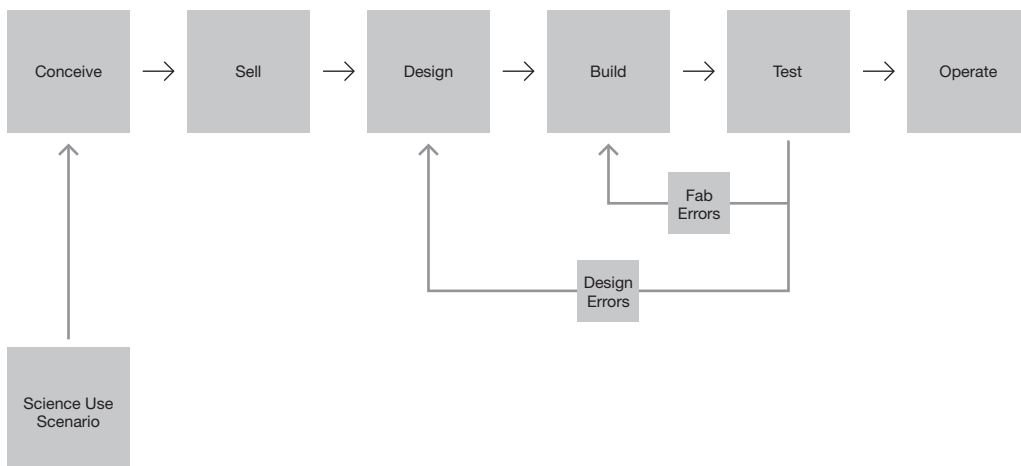 Conceive
Sell
Design
Build
Test
Operate
Fab
Errors
Design
Errors
Science Use
Scenario